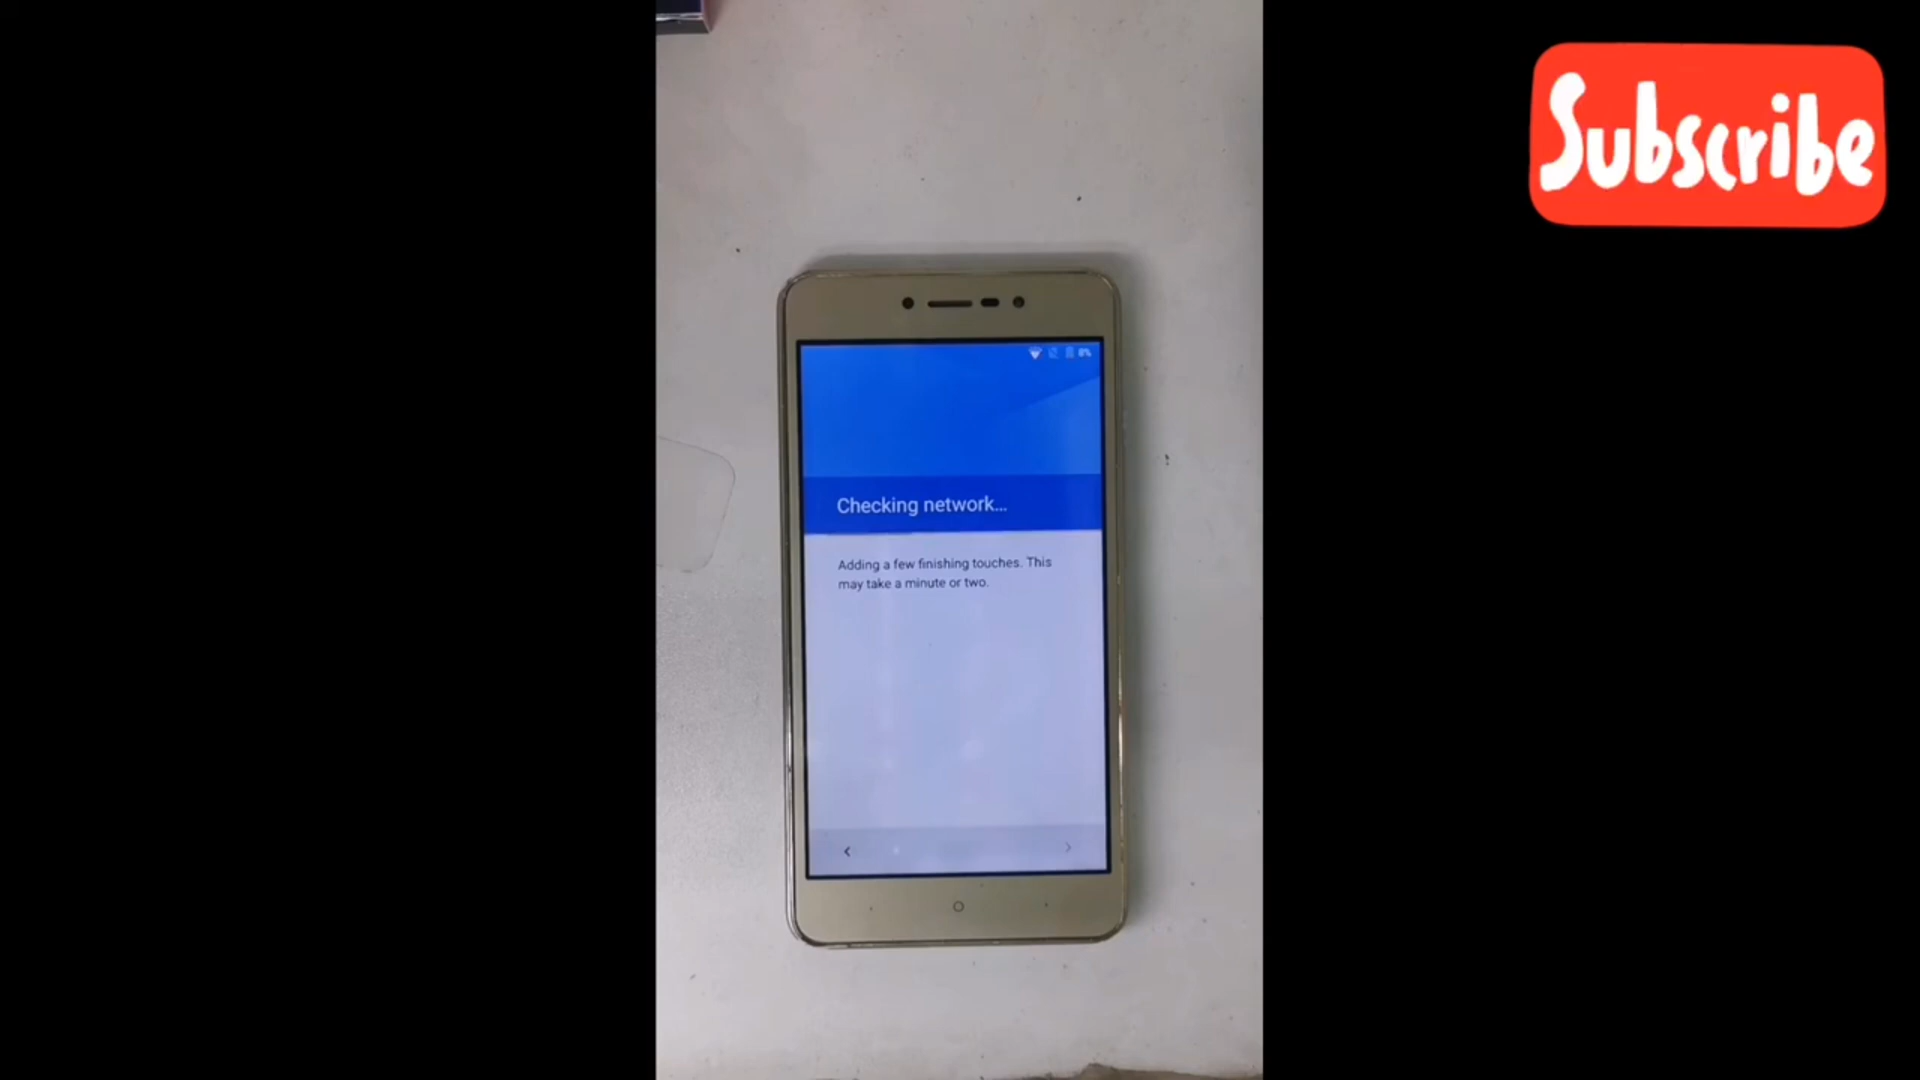 Subscribe
Checking network...
Adding a few finishing touches. This
may take a minute or two.